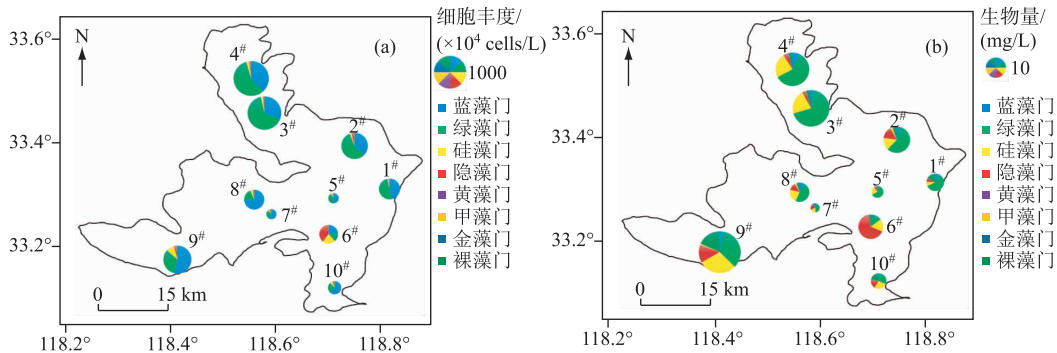 细胞丰度/
(×10⁴ cells/L)
1000
蓝藻门
绿藻门
硅藻门
隐藻门
黄藻门
甲藻门
金藻门
裸藻门
(a)
N
33.6°
33.4°
33.2°
118.2°
118.4°
118.6°
118.8°
4#
3#
2#
1#
8#
5#
7#
6#
9#
10#
0
15 km
生物量/
(mg/L)
10
蓝藻门
绿藻门
硅藻门
隐藻门
黄藻门
甲藻门
金藻门
裸藻门
(b)
N
33.6°
33.4°
33.2°
118.2°
118.4°
118.6°
118.8°
4#
3#
2#
1#
8#
5#
7#
6#
9#
10#
0
15 km